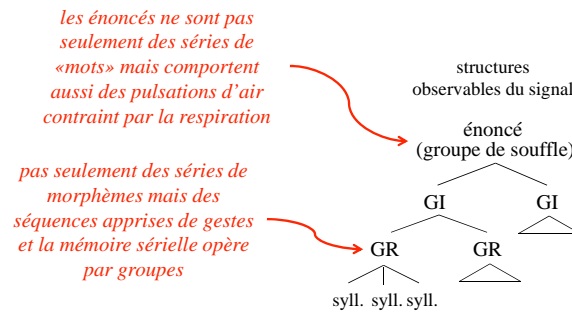 les énoncés ne sont pas
seulement des séries de
«mots» mais comportent
aussi des pulsations d’air
contraint par la respiration
structures
observables du signal
énoncé
(groupe de souffle)
pas seulement des séries de
morphèmes mais des
séquences apprises de gestes
et la mémoire sérielle opère
par groupes
GI GI
GR GR
syll. syll. syll.